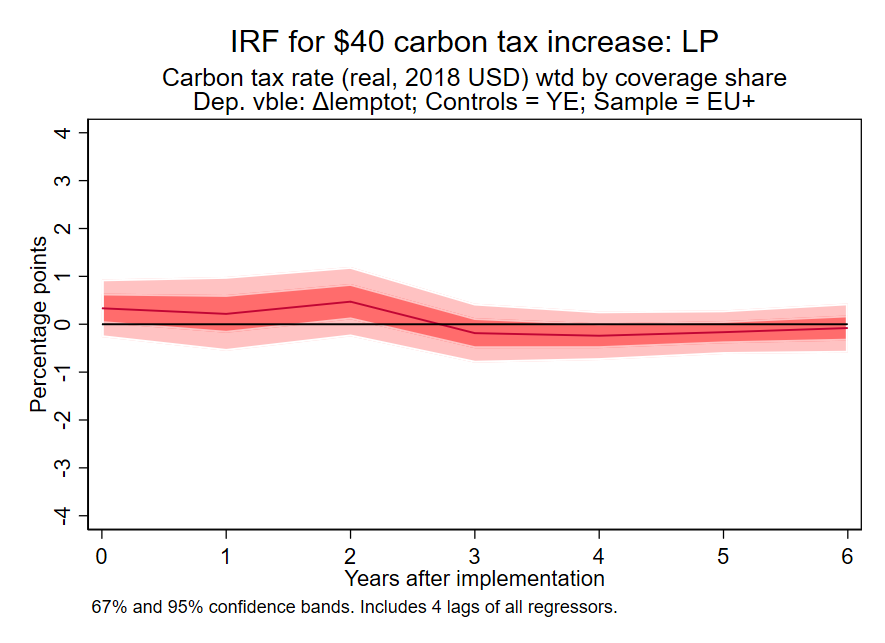 IRF for $40 carbon tax increase: LP
Carbon tax rate (real, 2018 USD) wtd by coverage share
Dep. vble: Δlemptot; Controls = YE; Sample = EU+
Percentage points
4
3
2
1
0
-1
-2
-3
-4
0 1 2 3 4 5 6
Years after implementation
67% and 95% confidence bands. Includes 4 lags of all regressors.